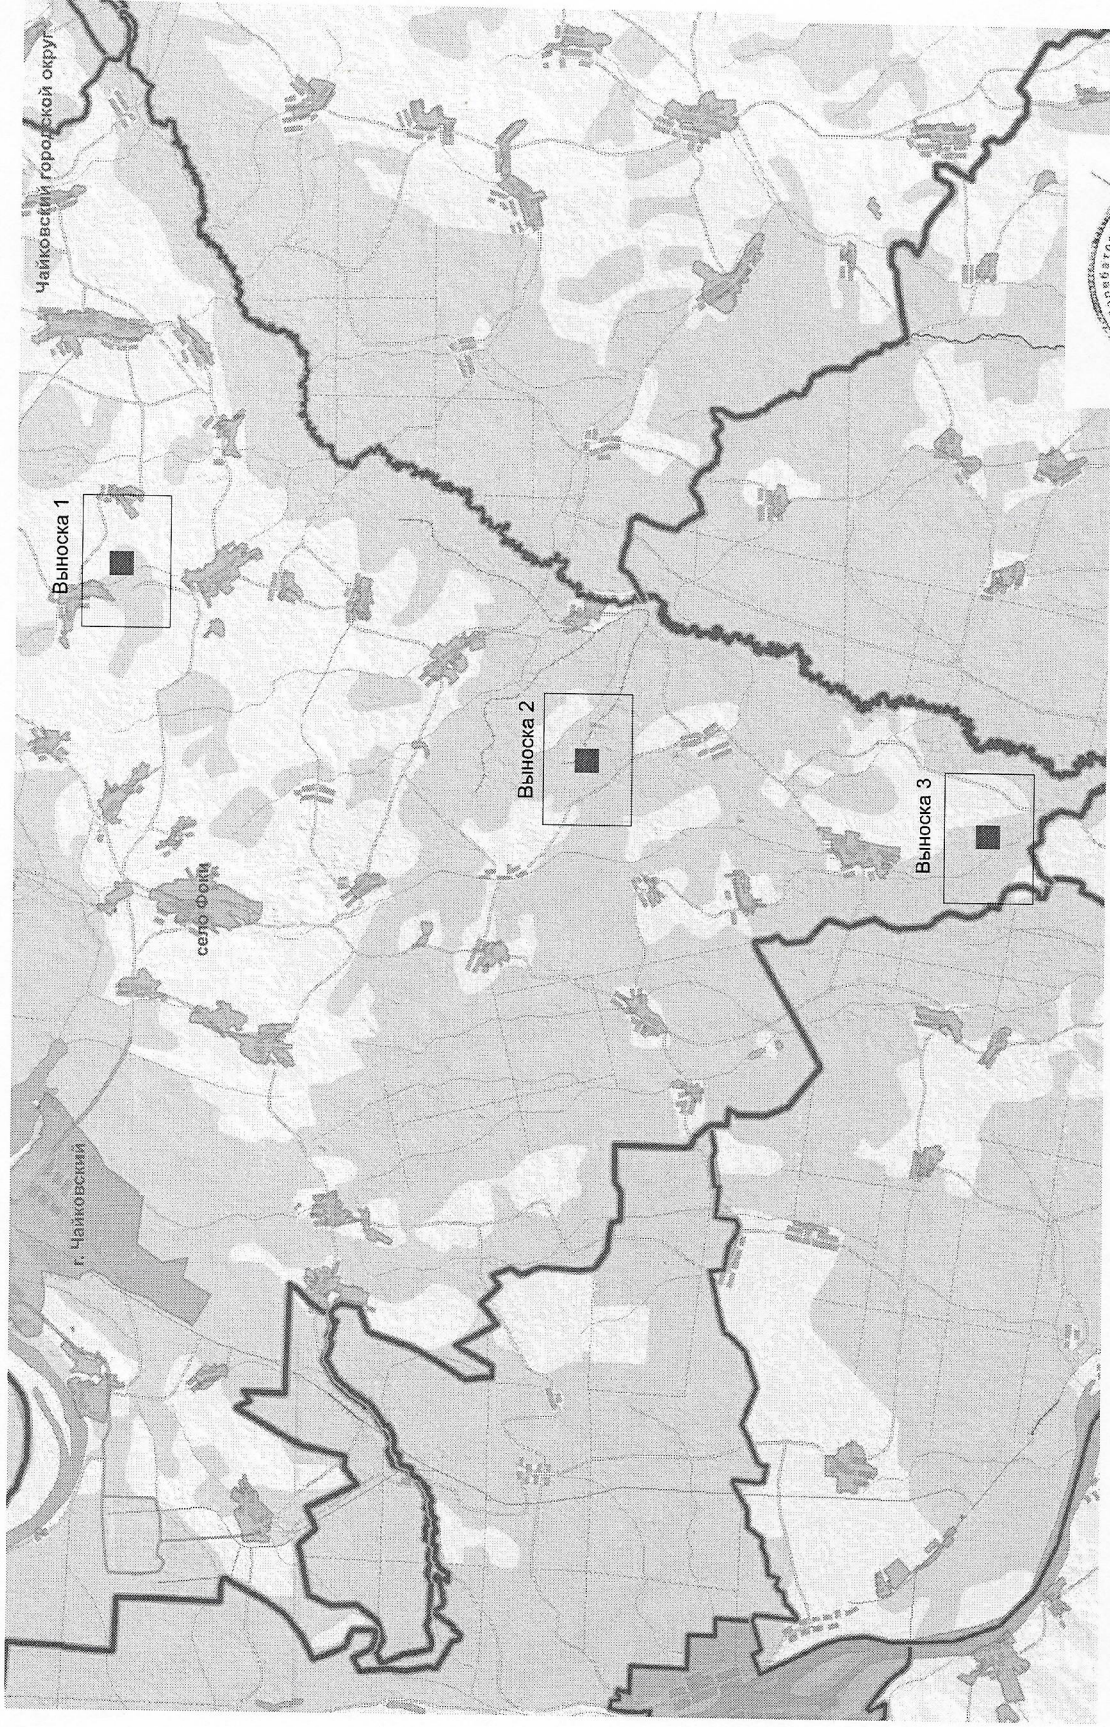 Чайковский городской округ
Выноска 1
село Фоки
г. Чайковский
Выноска 2
Выноска 3